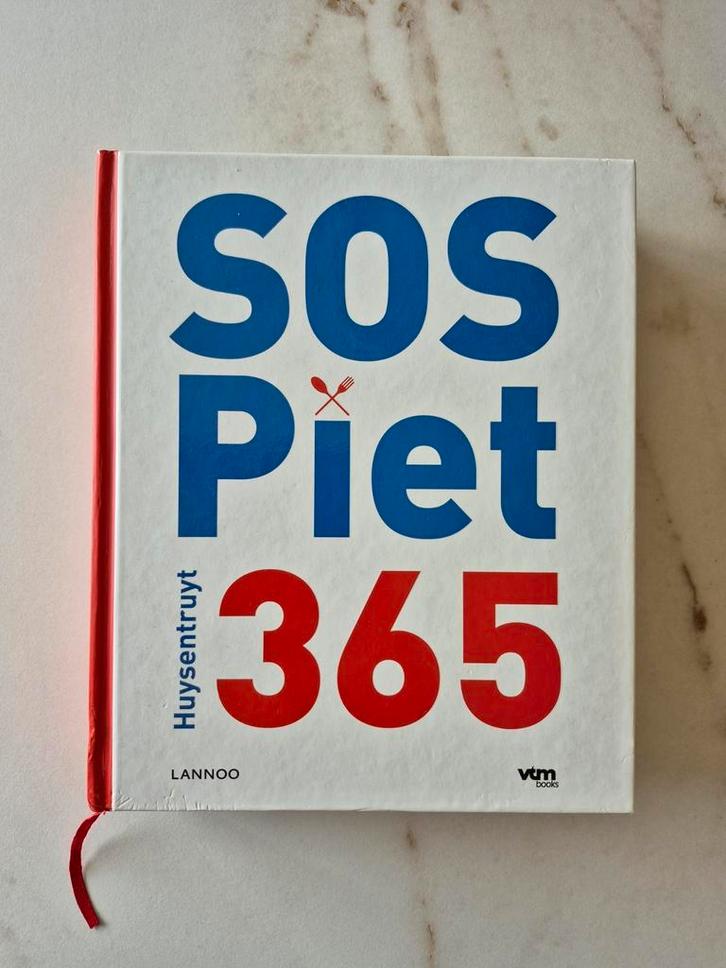 SOS
Piet
Huysentruyt
365
LANNOO
vtm
books